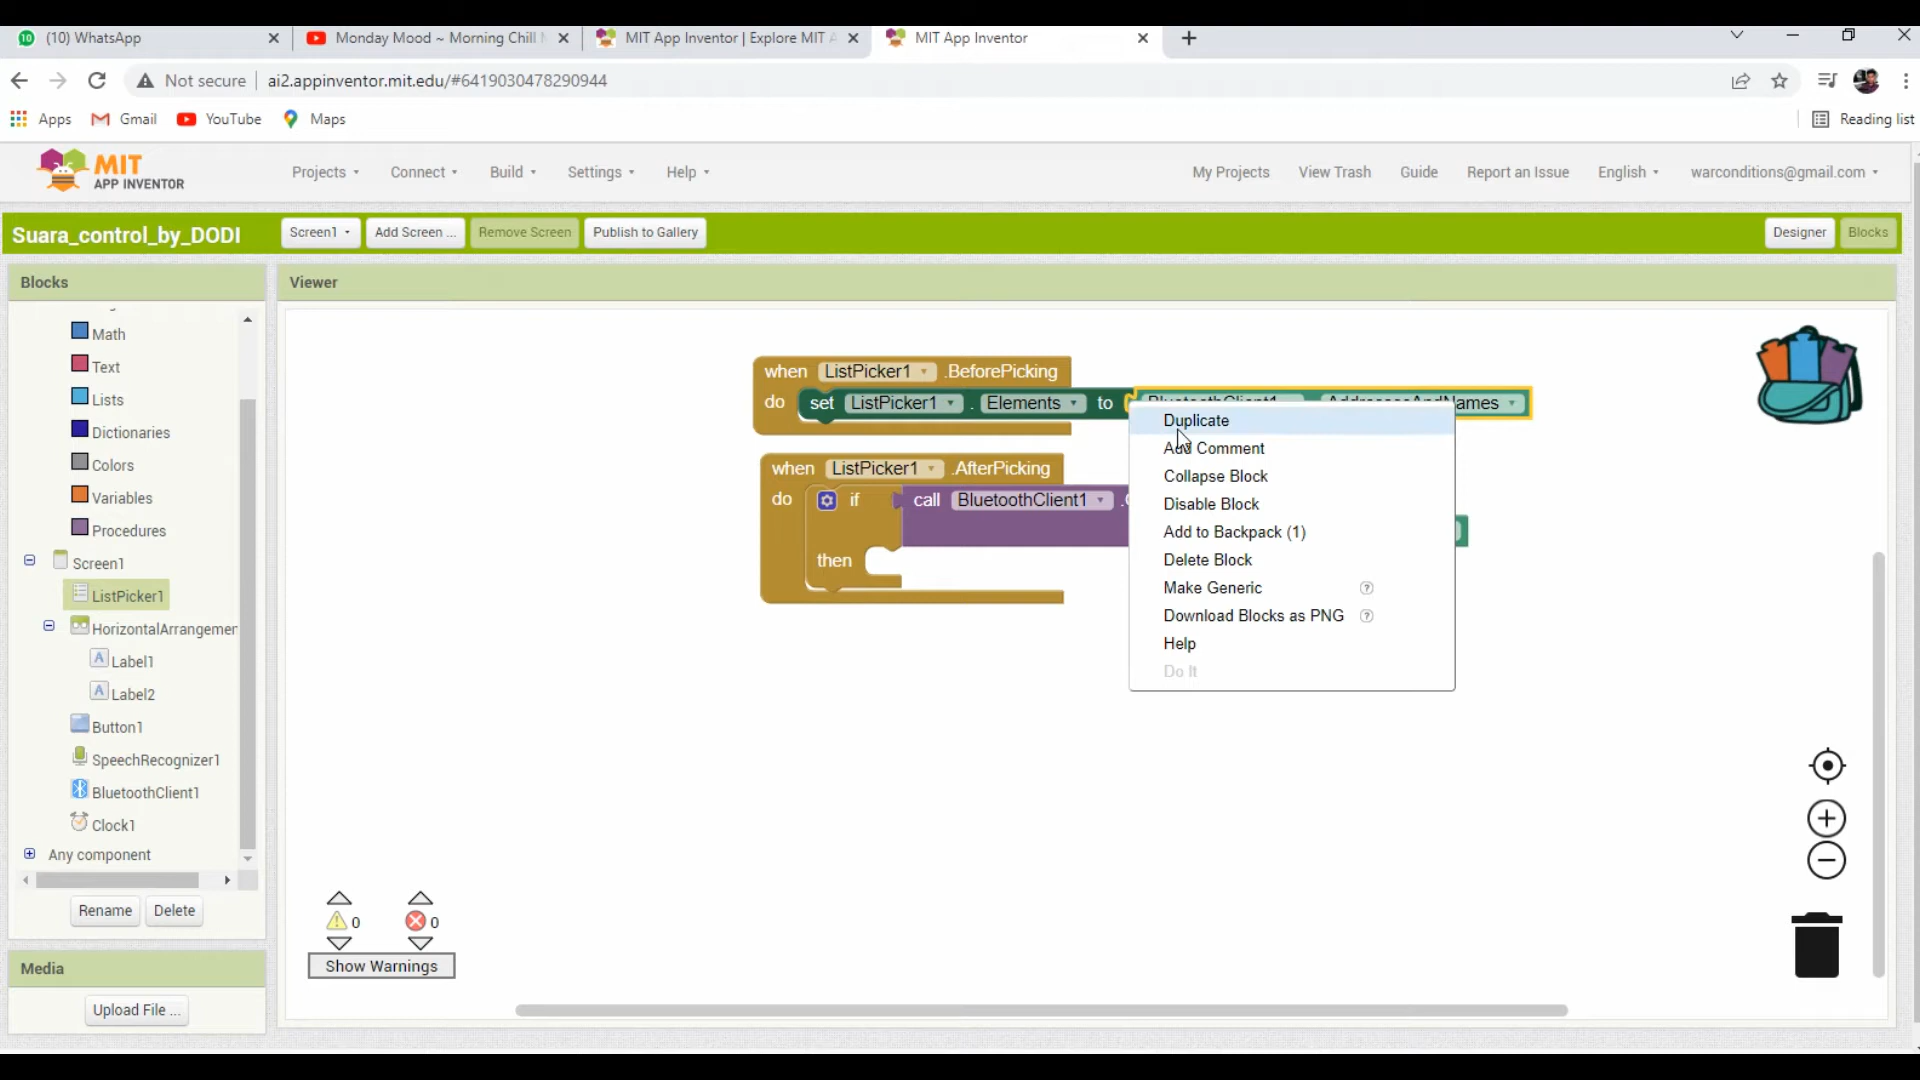 10 (10) WhatsApp
Monday Mood ~ Morning Chill
MIT App Inventor | Explore MIT
MIT App Inventor
Not secure ai2.appinventor.mit.edu/#6419030478290944
Apps Gmail YouTube Maps Reading list
MIT APP INVENTOR
Projects Connect Build Settings Help My Projects View Trash Guide Report an Issue English warconditions@gmail.com
Suara_control_by_DODI Screen1 Add Screen ... Remove Screen Publish to Gallery Designer Blocks
Blocks
Viewer
Math
Text
Lists
Dictionaries
Colors
Variables
Procedures
Screen1
ListPicker1
HorizontalArrangemen
Label1
Label2
Button1
SpeechRecognizer1
BluetoothClient1
Clock1
Any component
Rename Delete
Media
Upload File ...
when ListPicker1 .BeforePicking
do set ListPicker1 . Elements to BluetoothClient1 . AddressesAndNames
when ListPicker1 .AfterPicking
do if call BluetoothClient1
then
Duplicate
Add Comment
Collapse Block
Disable Block
Add to Backpack (1)
Delete Block
Make Generic ?
Download Blocks as PNG ?
Help
Do It
0 0
Show Warnings